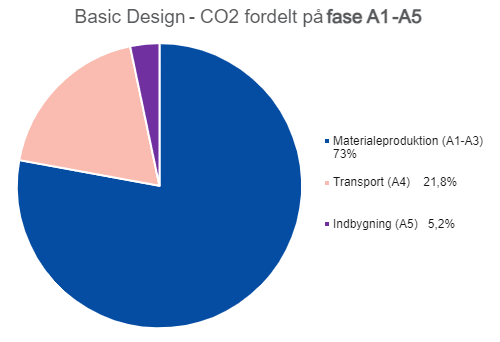 Basic Design - CO2 fordelt på fase A1-A5
Materialeproduktion (A1-A3)
73%
Transport (A4) 21,8%
Indbygning (A5) 5,2%